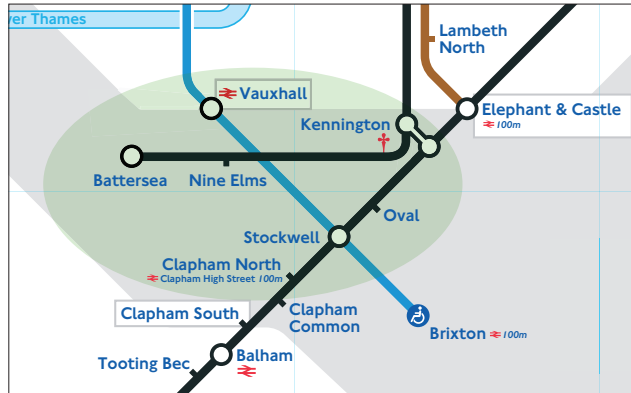 ver Thames
Lambeth
North
Vauxhall
Elephant & Castle
100m
Kennington
Battersea
Nine Elms
Oval
Stockwell
Clapham North
Clapham High Street 100m
Clapham South
Clapham
Common
Brixton 100m
Balham
Tooting Bec